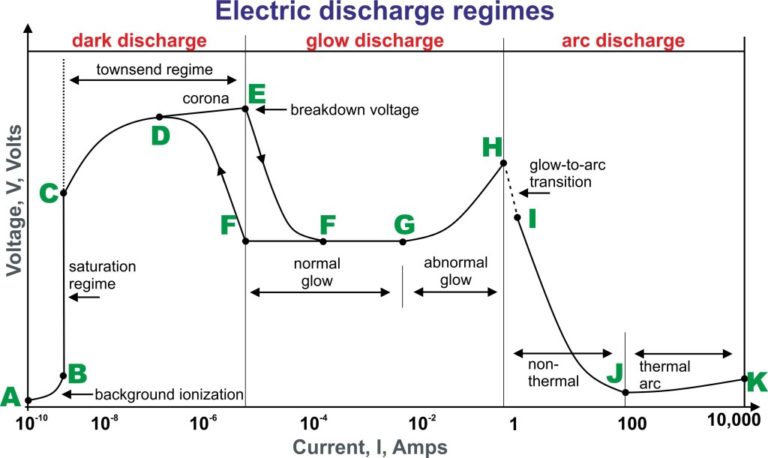 Electric discharge regimes
dark discharge
glow discharge
arc discharge
townsend regime
corona
E
breakdown voltage
D
H
glow-to-arc
transition
C
F
F
G
I
Voltage, V, Volts
saturation
regime
normal
glow
abnormal
glow
B
A
background ionization
non-
thermal
J
thermal
arc
K
10-10
10-8
10-6
10-4
10-2
1
100
10,000
Current, I, Amps